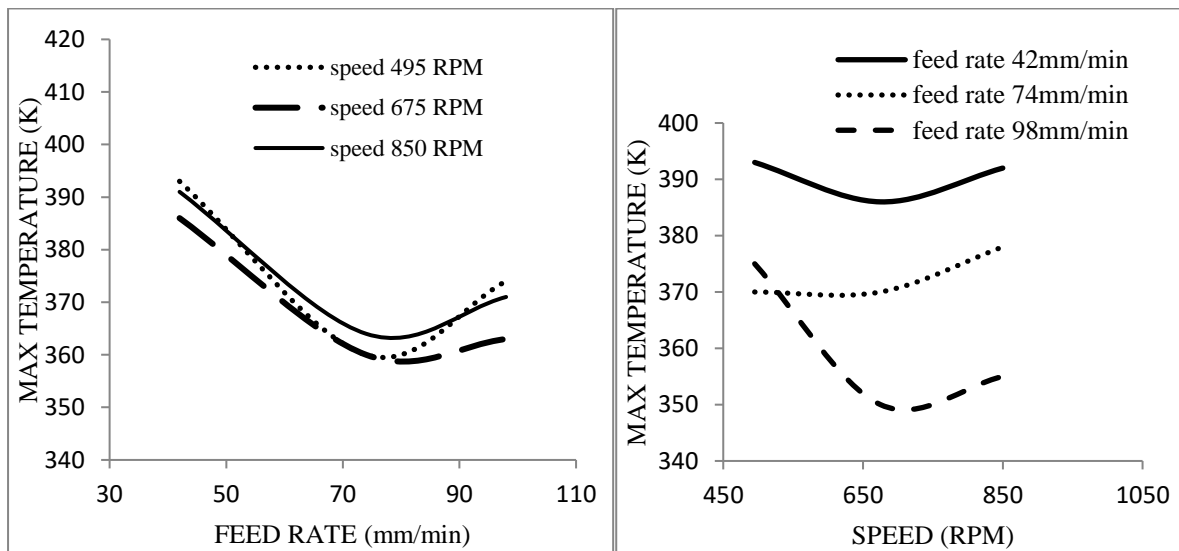 MAX TEMPERATURE (K)
420
410
400
390
380
370
360
350
340
30
50
70
90
110
FEED RATE (mm/min)
speed 495 RPM
speed 675 RPM
speed 850 RPM
MAX TEMPERATURE (K)
400
390
380
370
360
350
340
450
650
850
1050
SPEED (RPM)
feed rate 42mm/min
feed rate 74mm/min
feed rate 98mm/min